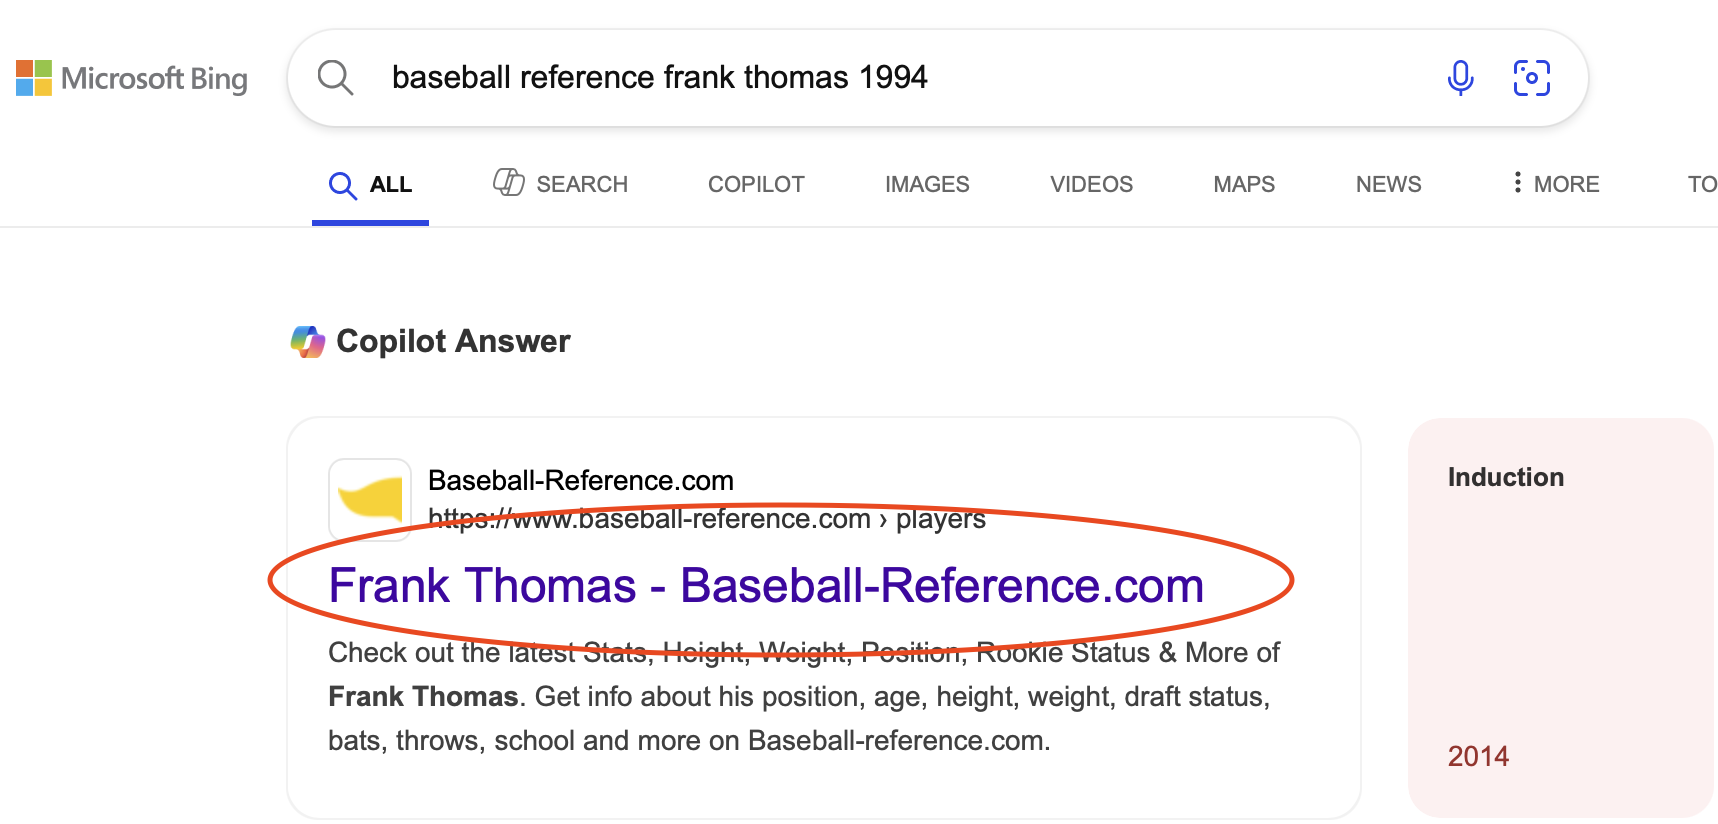 Microsoft Bing
baseball reference frank thomas 1994
ALL SEARCH COPILOT IMAGES VIDEOS MAPS NEWS MORE TO
Copilot Answer
Baseball-Reference.com
https://www.baseball-reference.com › players
Frank Thomas - Baseball-Reference.com
Check out the latest Stats, Height, Weight, Position, Rookie Status & More of
Frank Thomas. Get info about his position, age, height, weight, draft status,
bats, throws, school and more on Baseball-reference.com.
Induction
2014